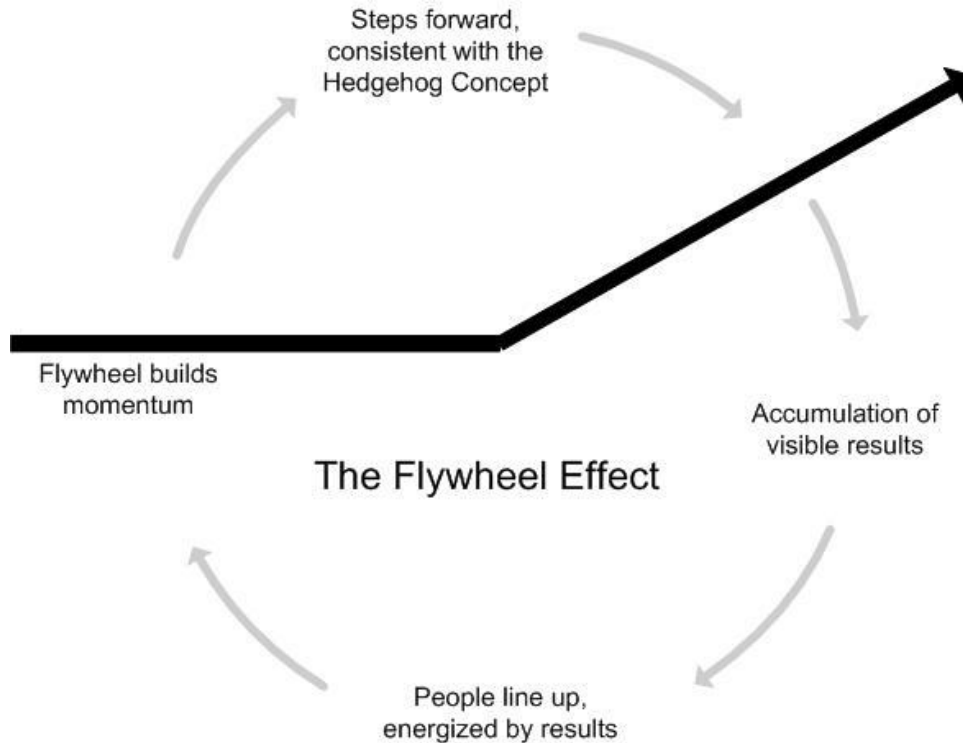 Steps forward,
consistent with the
Hedgehog Concept
Flywheel builds
momentum
Accumulation of
visible results
The Flywheel Effect
People line up,
energized by results